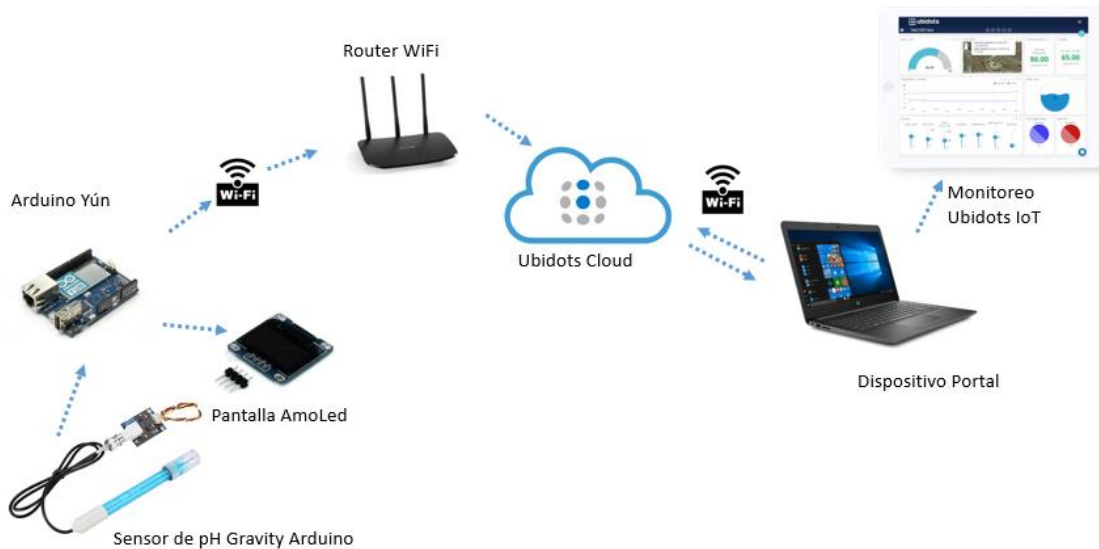 ubidots
Router WiFi
86.00
65.00
Wi-Fi
Arduino Yún
Wi-Fi
Monitoreo
Ubidots IoT
Ubidots Cloud
Dispositivo Portal
Pantalla AmoLed
Sensor de pH Gravity Arduino